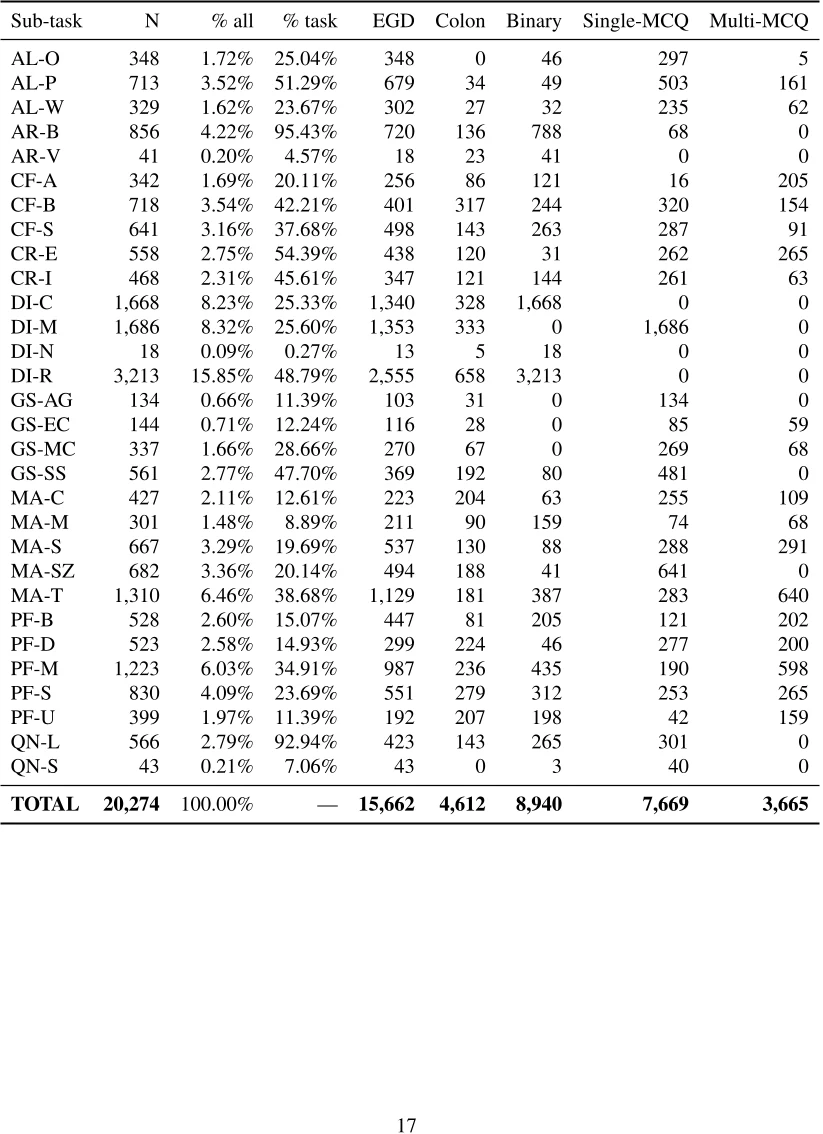 Sub-task N % all % task EGD Colon Binary Single-MCQ Multi-MCQ
AL-O 348 1.72% 25.04% 348 0 46 297 5
AL-P 713 3.52% 51.29% 679 34 49 503 161
AL-W 329 1.62% 23.67% 302 27 32 235 62
AR-B 856 4.22% 95.43% 720 136 788 68 0
AR-V 41 0.20% 4.57% 18 23 41 0 0
CF-A 342 1.69% 20.11% 256 86 121 16 205
CF-B 718 3.54% 42.21% 401 317 244 320 154
CF-S 641 3.16% 37.68% 498 143 263 287 91
CR-E 558 2.75% 54.39% 438 120 31 262 265
CR-I 468 2.31% 45.61% 347 121 144 261 63
DI-C 1,668 8.23% 25.33% 1,340 328 1,668 0 0
DI-M 1,686 8.32% 25.60% 1,353 333 0 1,686 0
DI-N 18 0.09% 0.27% 13 5 18 0 0
DI-R 3,213 15.85% 48.79% 2,555 658 3,213 0 0
GS-AG 134 0.66% 11.39% 103 31 0 134 0
GS-EC 144 0.71% 12.24% 116 28 0 85 59
GS-MC 337 1.66% 28.66% 270 67 0 269 68
GS-SS 561 2.77% 47.70% 369 192 80 481 0
MA-C 427 2.11% 12.61% 223 204 63 255 109
MA-M 301 1.48% 8.89% 211 90 159 74 68
MA-S 667 3.29% 19.69% 537 130 88 288 291
MA-SZ 682 3.36% 20.14% 494 188 41 641 0
MA-T 1,310 6.46% 38.68% 1,129 181 387 283 640
PF-B 528 2.60% 15.07% 447 81 205 121 202
PF-D 523 2.58% 14.93% 299 224 46 277 200
PF-M 1,223 6.03% 34.91% 987 236 435 190 598
PF-S 830 4.09% 23.69% 551 279 312 253 265
PF-U 399 1.97% 11.39% 192 207 198 42 159
QN-L 566 2.79% 92.94% 423 143 265 301 0
QN-S 43 0.21% 7.06% 43 0 3 40 0
TOTAL 20,274 100.00% — 15,662 4,612 8,940 7,669 3,665
17